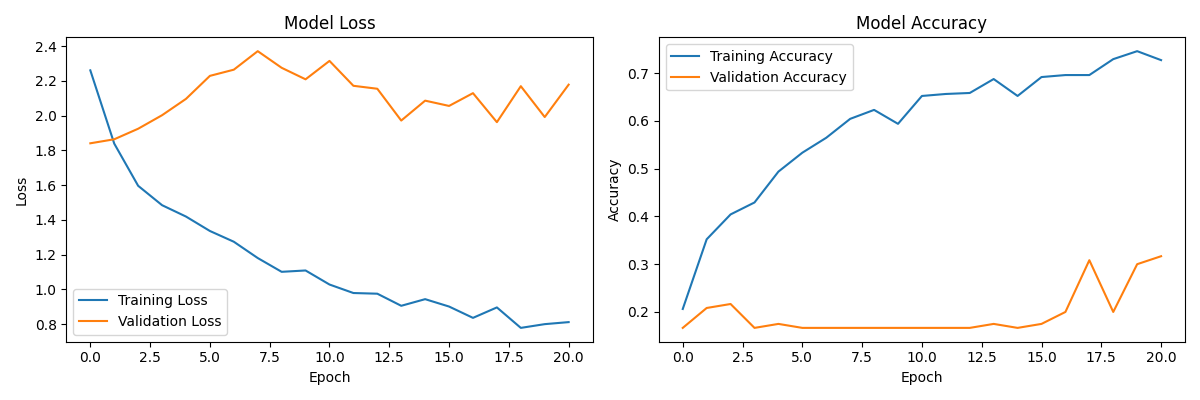 Model Loss
2.4
2.2
2.0
1.8
1.6
1.4
1.2
1.0
0.8
Loss
Training Loss
Validation Loss
0.0 2.5 5.0 7.5 10.0 12.5 15.0 17.5 20.0
Epoch
Model Accuracy
Training Accuracy
Validation Accuracy
0.7
0.6
0.5
0.4
0.3
0.2
Accuracy
0.0 2.5 5.0 7.5 10.0 12.5 15.0 17.5 20.0
Epoch